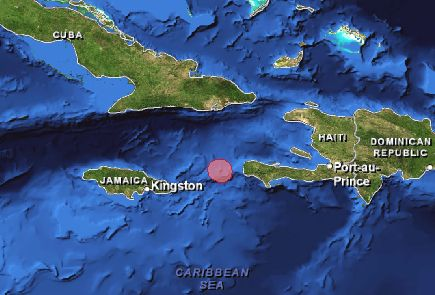 CUBA
HAITI
DOMINICAN
REPUBLIC
Port-au-
Prince
JAMAICA
Kingston
CARIBBEAN
SEA